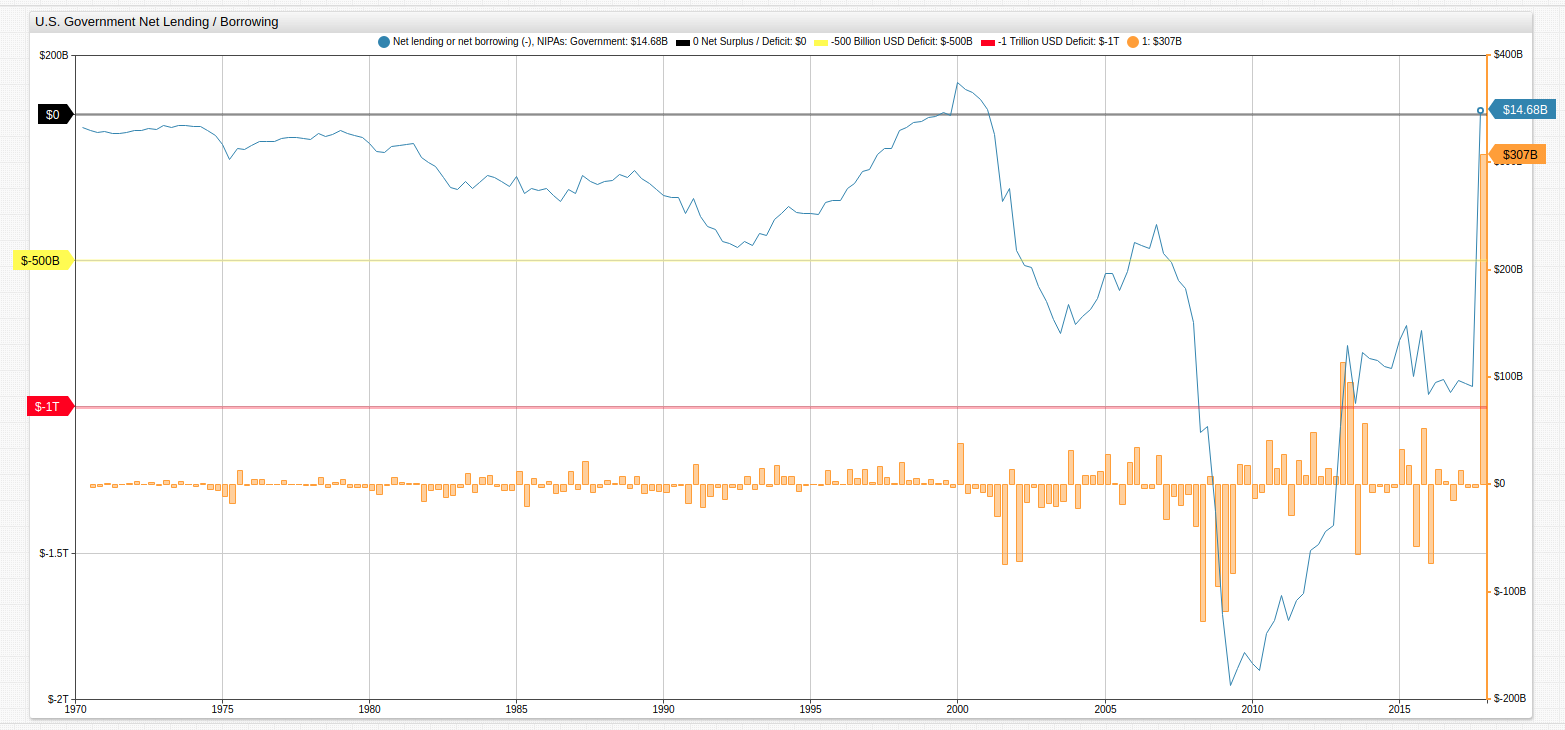 U.S. Government Net Lending / Borrowing
Net lending or net borrowing (-), NIPAs: Government: $14.68B 0 Net Surplus / Deficit: $0 -500 Billion USD Deficit: $-500B -1 Trillion USD Deficit: $-1T 1: $307B
$200B $400B
$0 $14.68B
$307B
$-500B $200B
$100B
$-1T
$0
$-1.5T
$-100B
$-2T $-200B
1970 1975 1980 1985 1990 1995 2000 2005 2010 2015